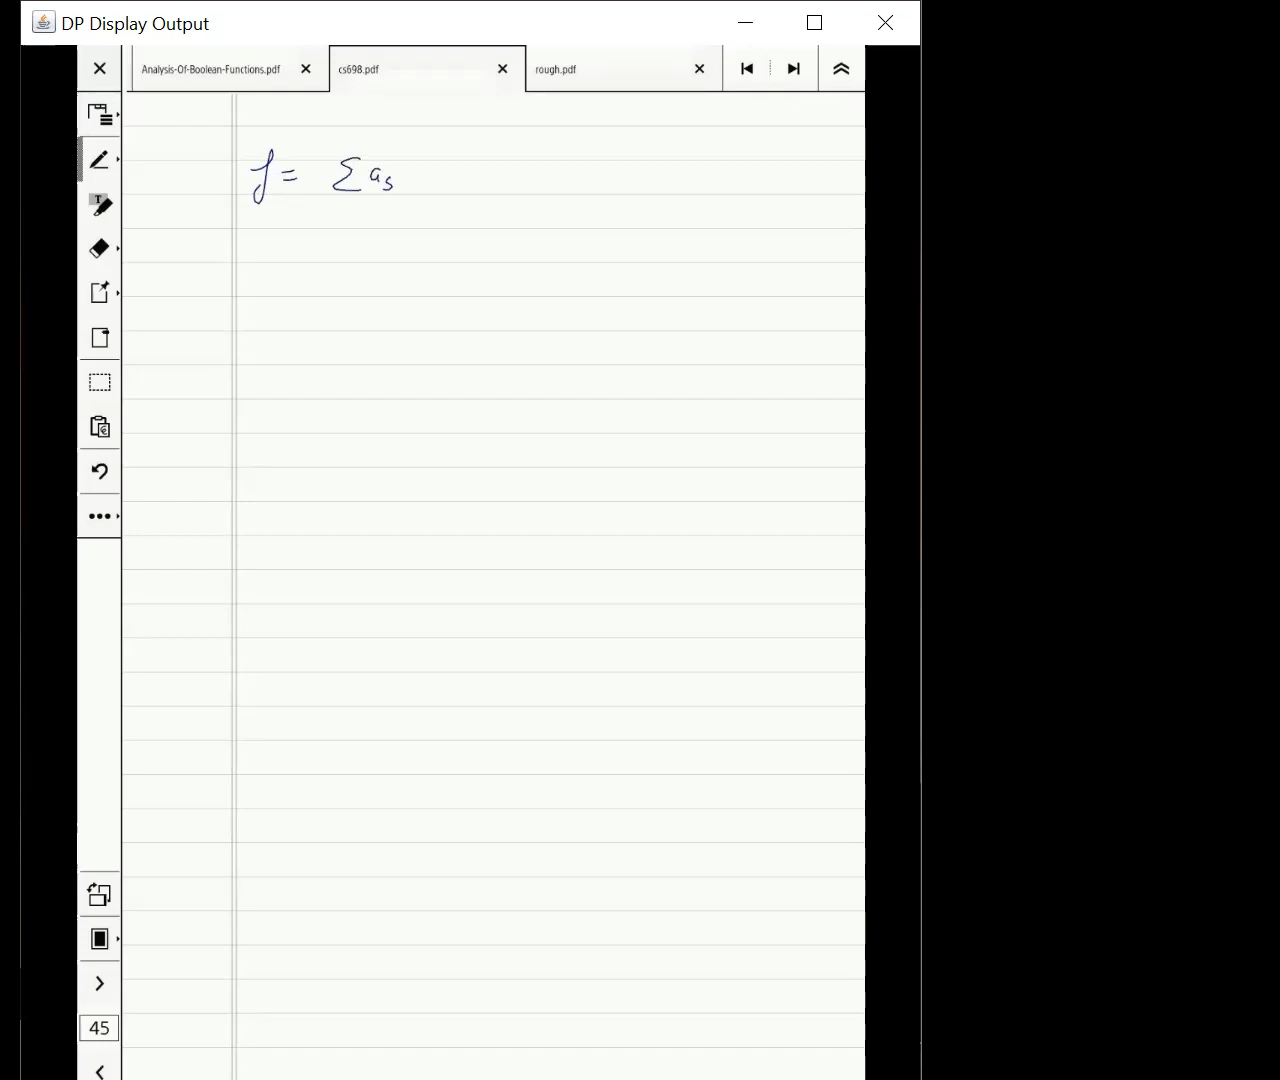 DP Display Output
Analysis-Of-Boolean-Functions.pdf
cs698.pdf
rough.pdf
f = Σ a_s
45